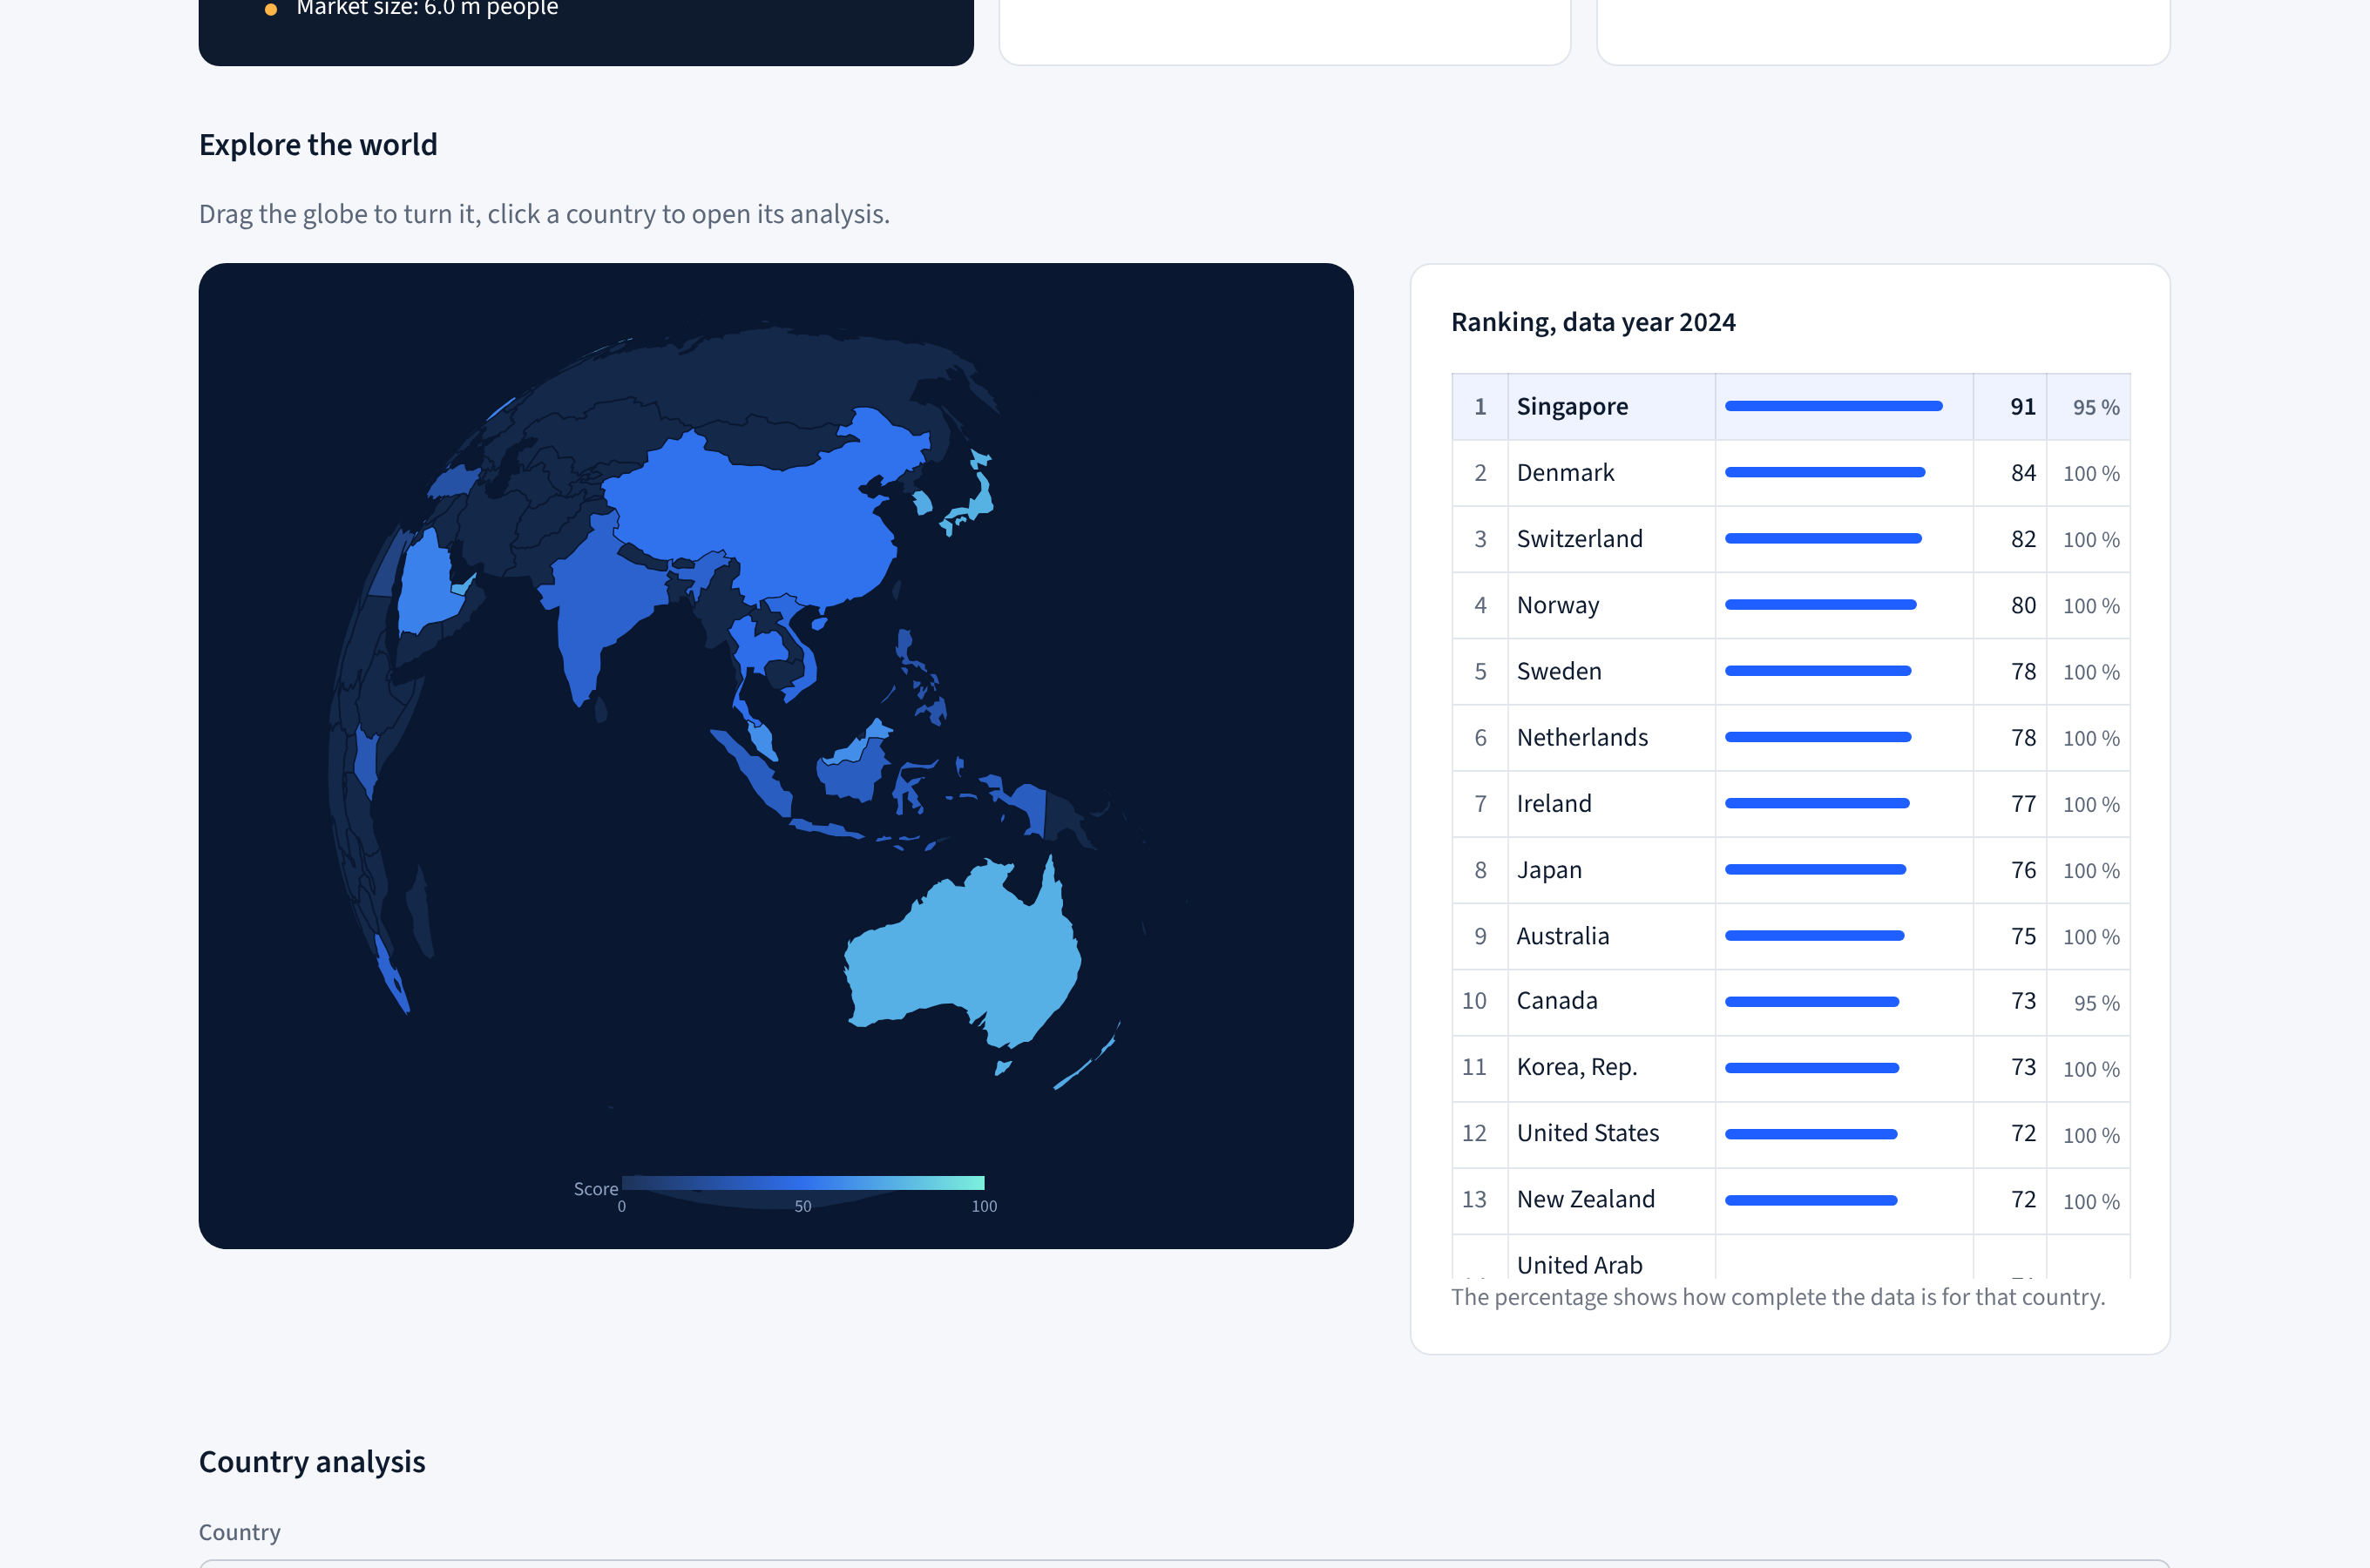 Market size: 6.0 m people
Explore the world
Drag the globe to turn it, click a country to open its analysis.
Score
0 50 100
Ranking, data year 2024
1 Singapore 91 95 %
2 Denmark 84 100 %
3 Switzerland 82 100 %
4 Norway 80 100 %
5 Sweden 78 100 %
6 Netherlands 78 100 %
7 Ireland 77 100 %
8 Japan 76 100 %
9 Australia 75 100 %
10 Canada 73 95 %
11 Korea, Rep. 73 100 %
12 United States 72 100 %
13 New Zealand 72 100 %
United Arab
The percentage shows how complete the data is for that country.
Country analysis
Country